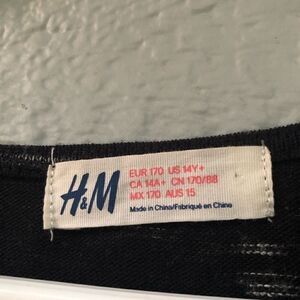 H&M
EUR 170 US 14Y+
CA 14A+ CN 170/88
MX 170 AUS 15
Made in China/Fabriqué en Chine